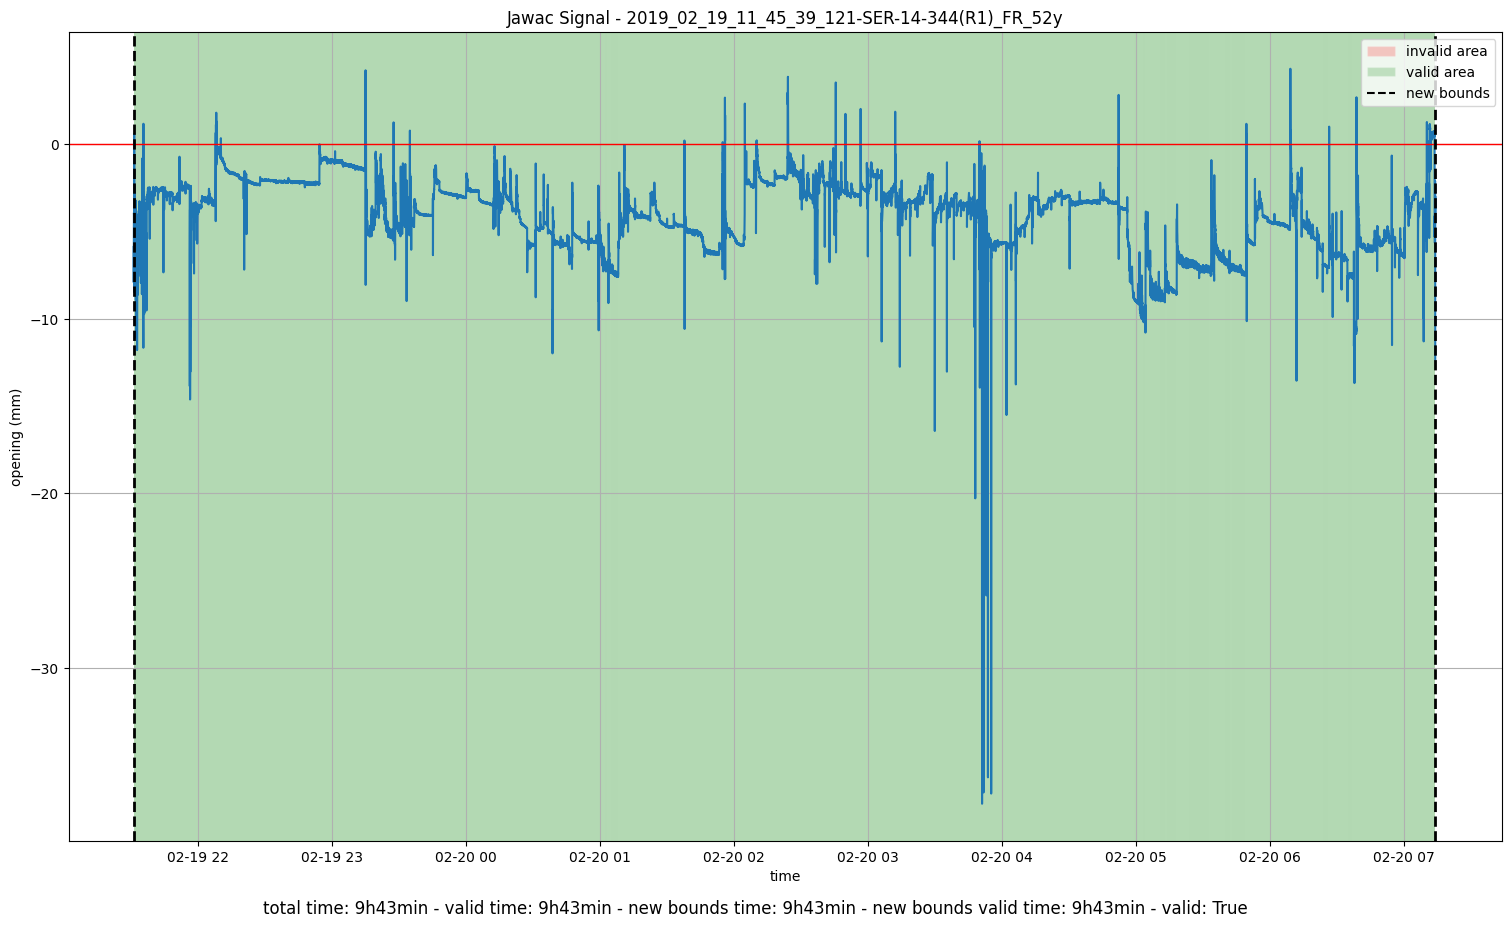 Jawac Signal - 2019_02_19_11_45_39_121-SER-14-344(R1)_FR_52y
invalid area
valid area
new bounds
0
−10
−20
−30
opening (mm)
02-19 22
02-19 23
02-20 00
02-20 01
02-20 02
02-20 03
02-20 04
02-20 05
02-20 06
02-20 07
time
total time: 9h43min - valid time: 9h43min - new bounds time: 9h43min - new bounds valid time: 9h43min - valid: True